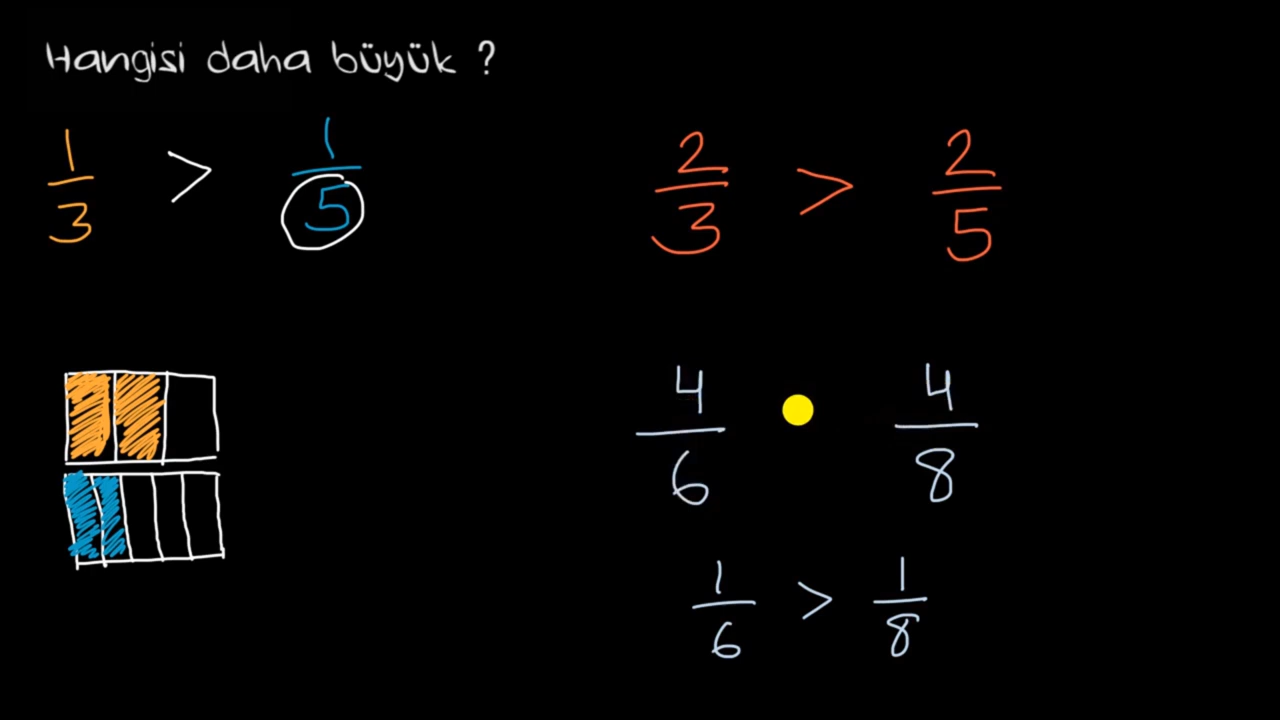 Hangisi daha büyük ?
1/3 > 1/5
2/3 > 2/5
4/6 4/8
1/6 > 1/8